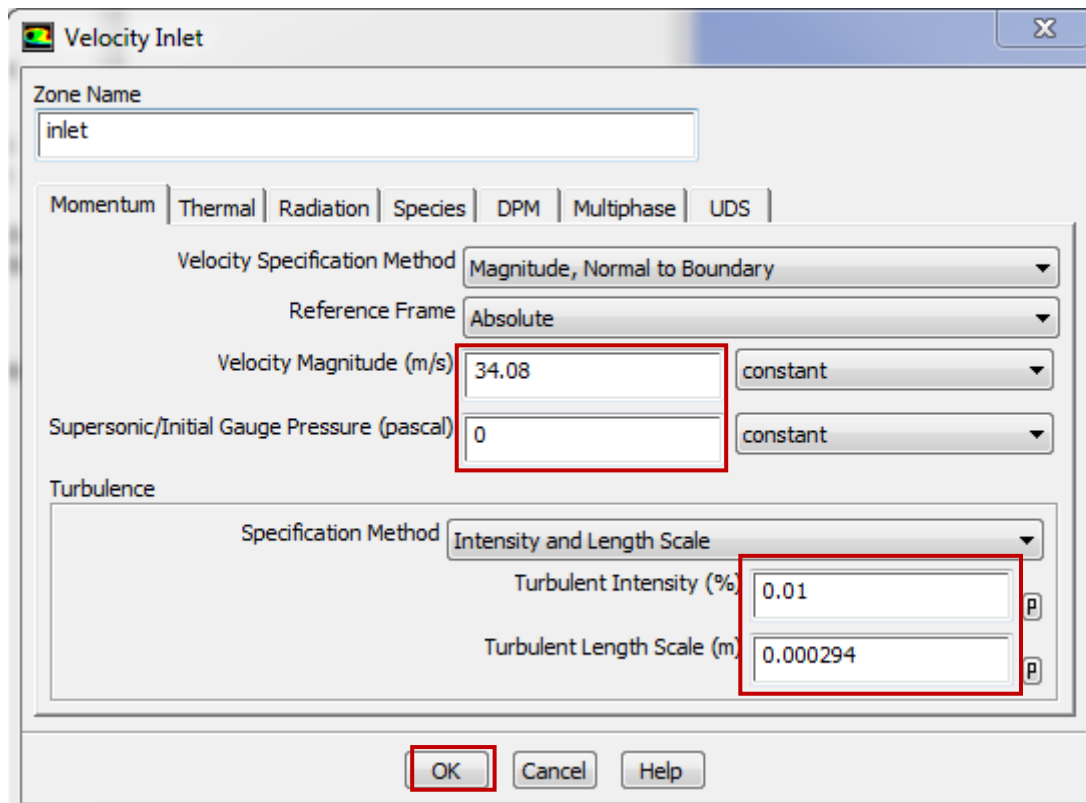 Velocity Inlet
Zone Name
inlet
Momentum Thermal Radiation Species DPM Multiphase UDS
Velocity Specification Method Magnitude, Normal to Boundary
Reference Frame Absolute
Velocity Magnitude (m/s) 34.08 constant
Supersonic/Initial Gauge Pressure (pascal) 0 constant
Turbulence
Specification Method Intensity and Length Scale
Turbulent Intensity (%) 0.01 P
Turbulent Length Scale (m) 0.000294 P
OK Cancel Help